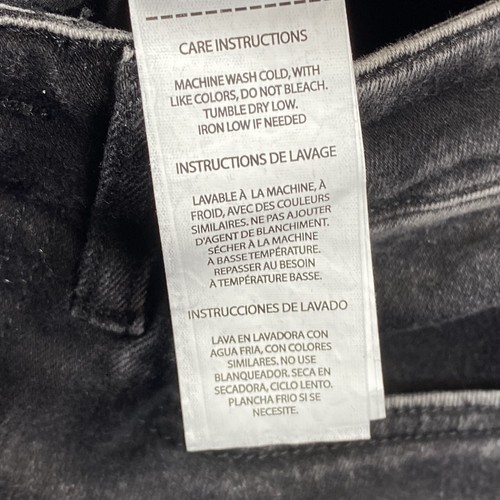 CARE INSTRUCTIONS
MACHINE WASH COLD, WITH
LIKE COLORS, DO NOT BLEACH.
TUMBLE DRY LOW.
IRON LOW IF NEEDED
INSTRUCTIONS DE LAVAGE
LAVABLE À LA MACHINE, À
FROID, AVEC DES COULEURS
SIMILAIRES. NE PAS AJOUTER
D'AGENT DE BLANCHIMENT.
SÉCHER À LA MACHINE
À BASSE TEMPÉRATURE.
REPASSER AU BESOIN
À TEMPÉRATURE BASSE.
INSTRUCCIONES DE LAVADO
LAVA EN LAVADORA CON
AGUA FRIA, CON COLORES
SIMILARES. NO USE
BLANQUEADOR. SECA EN
SECADORA, CICLO LENTO.
PLANCHA FRIO SI SE
NECESITE.